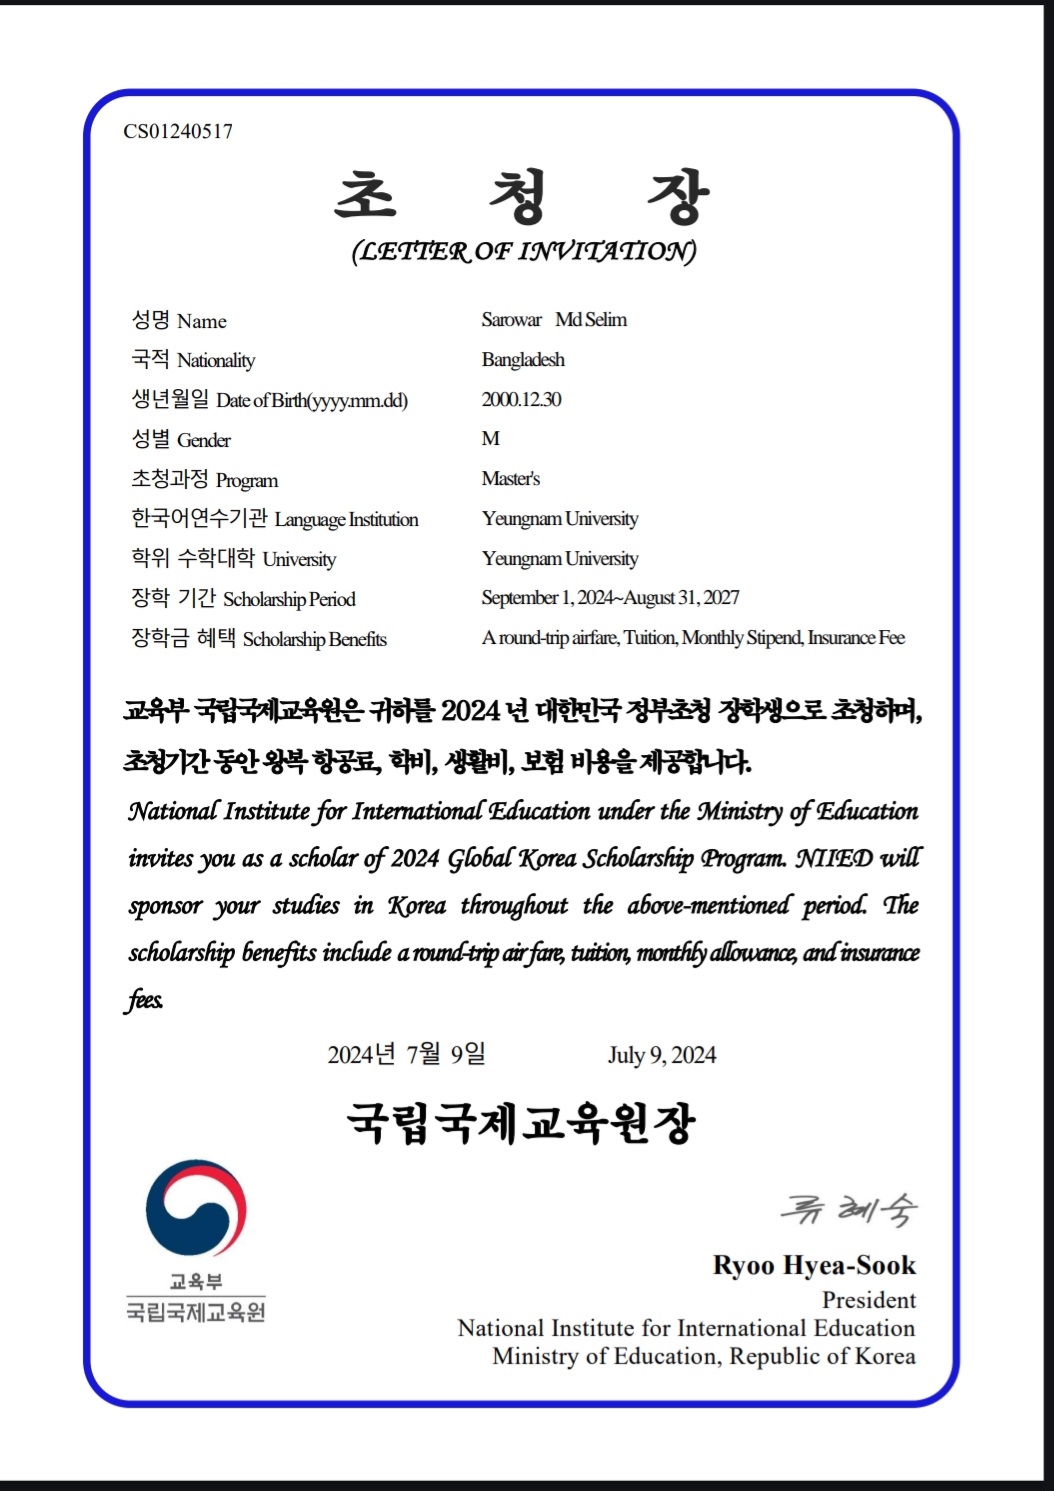 CS01240517
초 청 장
(LETTER OF INVITATION)
성명 Name Sarowar Md Selim
국적 Nationality Bangladesh
생년월일 Date of Birth(yyyy.mm.dd) 2000.12.30
성별 Gender M
초청과정 Program Master's
한국어연수기관 Language Institution Yeungnam University
학위 수학대학 University Yeungnam University
장학 기간 Scholarship Period September 1, 2024~August 31, 2027
장학금 혜택 Scholarship Benefits A round-trip airfare, Tuition, Monthly Stipend, Insurance Fee
교육부 국립국제교육원은 귀하를 2024 년 대한민국 정부초청 장학생으로 초청하며,
초청기간 동안 왕복 항공료, 학비, 생활비, 보험 비용을 제공합니다.
National Institute for International Education under the Ministry of Education
invites you as a scholar of 2024 Global Korea Scholarship Program. NIIED will
sponsor your studies in Korea throughout the above-mentioned period. The
scholarship benefits include a round-trip air fare, tuition, monthly allowance, and insurance
fees.
2024년 7월 9일 July 9, 2024
국립국제교육원장
류혜숙
교육부
국립국제교육원
Ryoo Hyea-Sook
President
National Institute for International Education
Ministry of Education, Republic of Korea